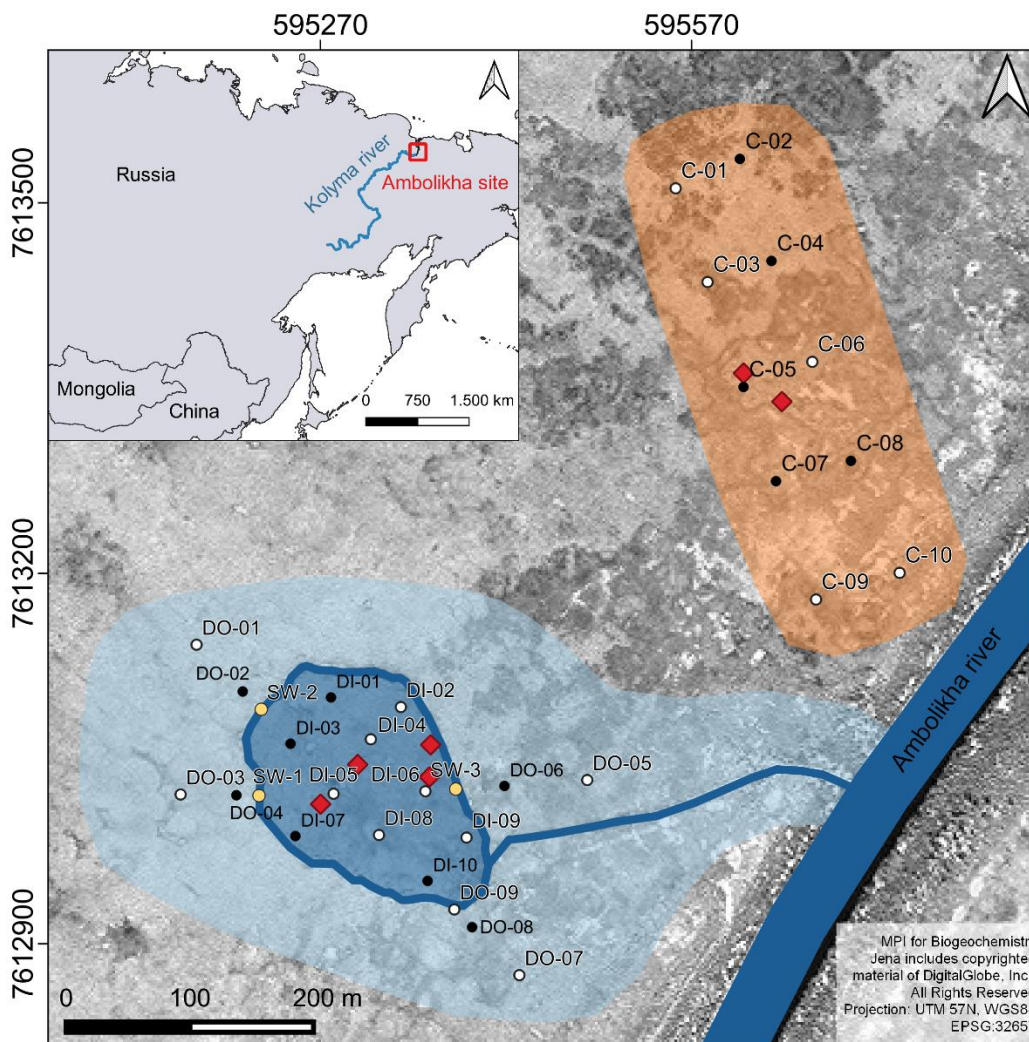 595270
595570
7613500
7613200
7612900
Russia
Kolyma river
Ambolikha site
Mongolia
China
0 750 1.500 km
C-02
C-01
C-04
C-03
C-06
C-05
C-08
C-07
C-10
C-09
DO-01
DO-02
SW-2
DI-01
DI-02
DI-03
DI-04
DO-03
SW-1
DI-05
DI-06
SW-3
DO-06
DO-05
DO-04
DI-07
DI-08
DI-09
DI-10
DO-09
DO-08
DO-07
Ambolikha river
0 100 200 m
MPI for Biogeochemistr
Jena includes copyrighte
material of DigitalGlobe, Inc
All Rights Reserve
Projection: UTM 57N, WGS8
EPSG:3265